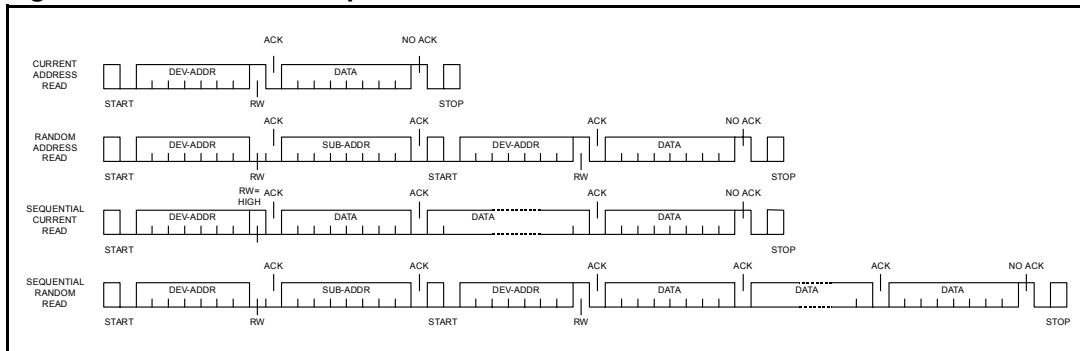 ACK NO ACK
CURRENT
ADDRESS
READ
DEV-ADDR DATA
START RW STOP
ACK ACK ACK NO ACK
RANDOM
ADDRESS
READ
DEV-ADDR SUB-ADDR DEV-ADDR DATA
START RW START RW STOP
RW=
HIGH
ACK ACK ACK NO ACK
SEQUENTIAL
CURRENT
READ
DEV-ADDR DATA DATA DATA
START STOP
ACK ACK ACK ACK ACK NO ACK
SEQUENTIAL
RANDOM
READ
DEV-ADDR SUB-ADDR DEV-ADDR DATA DATA DATA
START RW START RW STOP